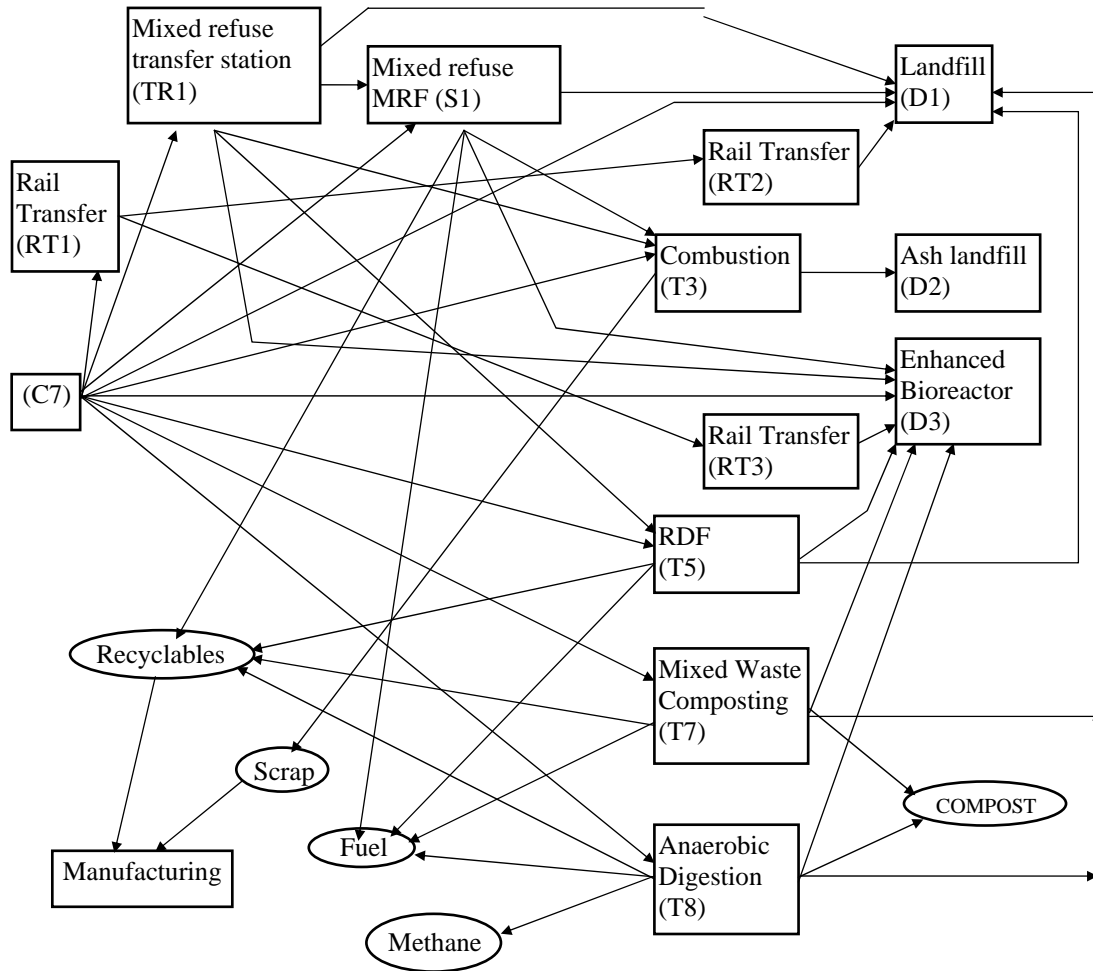 Mixed refuse
transfer station
(TR1)
Mixed refuse
MRF (S1)
Landfill
(D1)
Rail Transfer
(RT2)
Rail
Transfer
(RT1)
Combustion
(T3)
Ash landfill
(D2)
Enhanced
Bioreactor
(D3)
(C7)
Rail Transfer
(RT3)
RDF
(T5)
Recyclables
Mixed Waste
Composting
(T7)
Scrap
COMPOST
Fuel
Anaerobic
Digestion
(T8)
Manufacturing
Methane